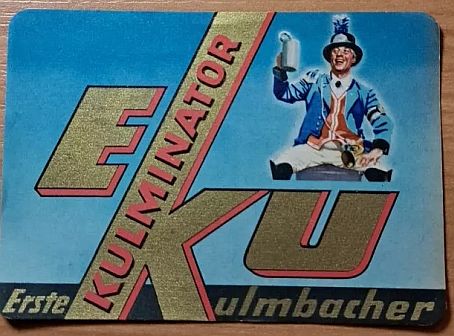 EKU
KULMINATOR
Erste Kulmbacher